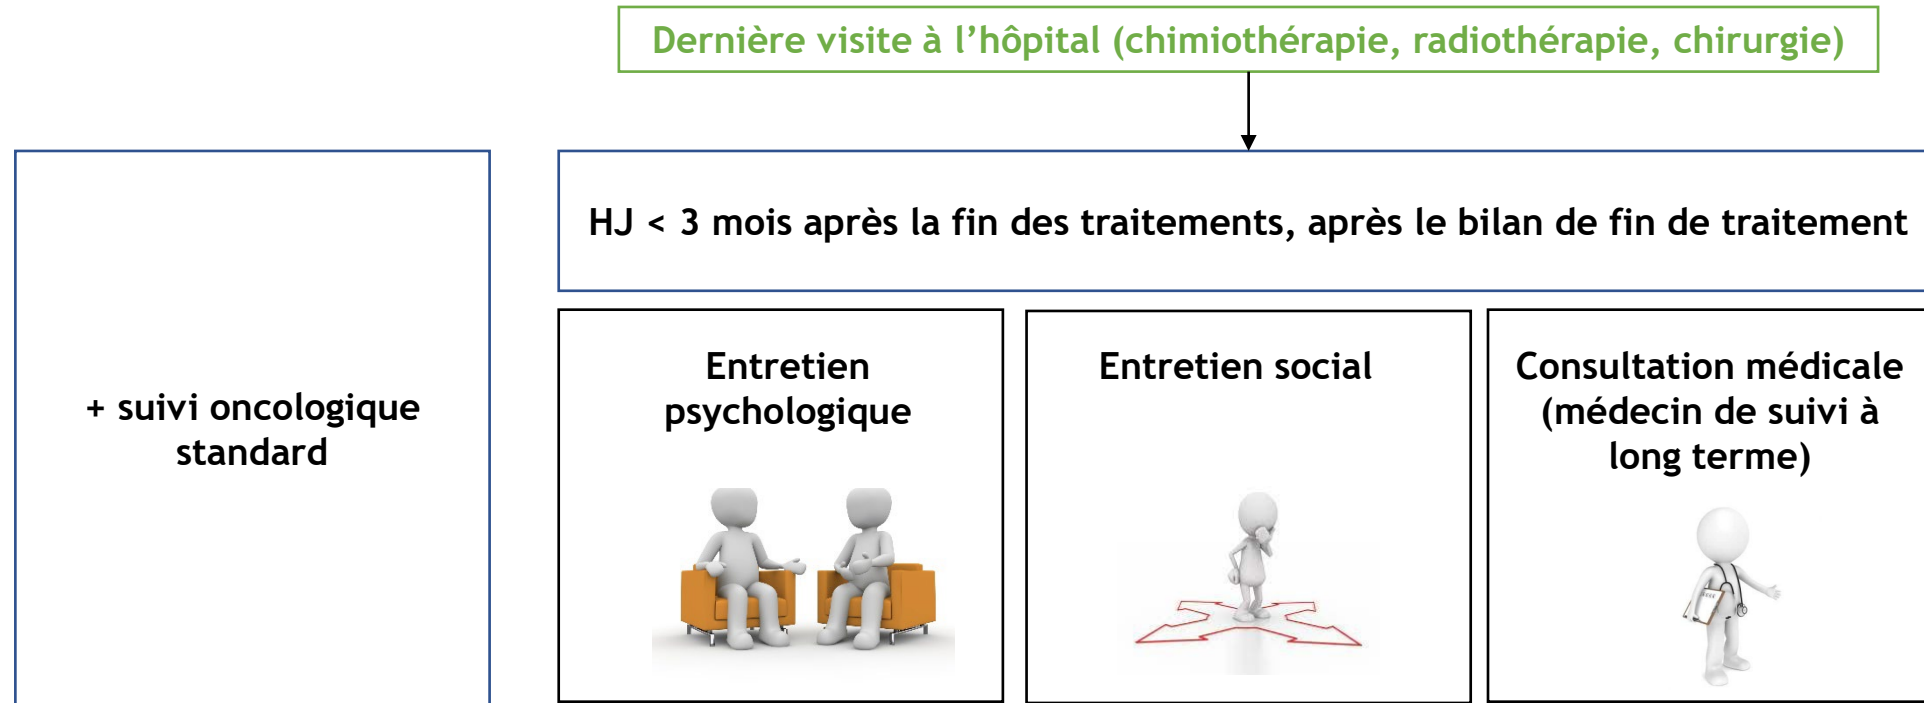 Dernière visite à l’hôpital (chimiothérapie, radiothérapie, chirurgie)
HJ < 3 mois après la fin des traitements, après le bilan de fin de traitement
+ suivi oncologique
standard
Entretien
psychologique
Entretien social
Consultation médicale
(médecin de suivi à
long terme)